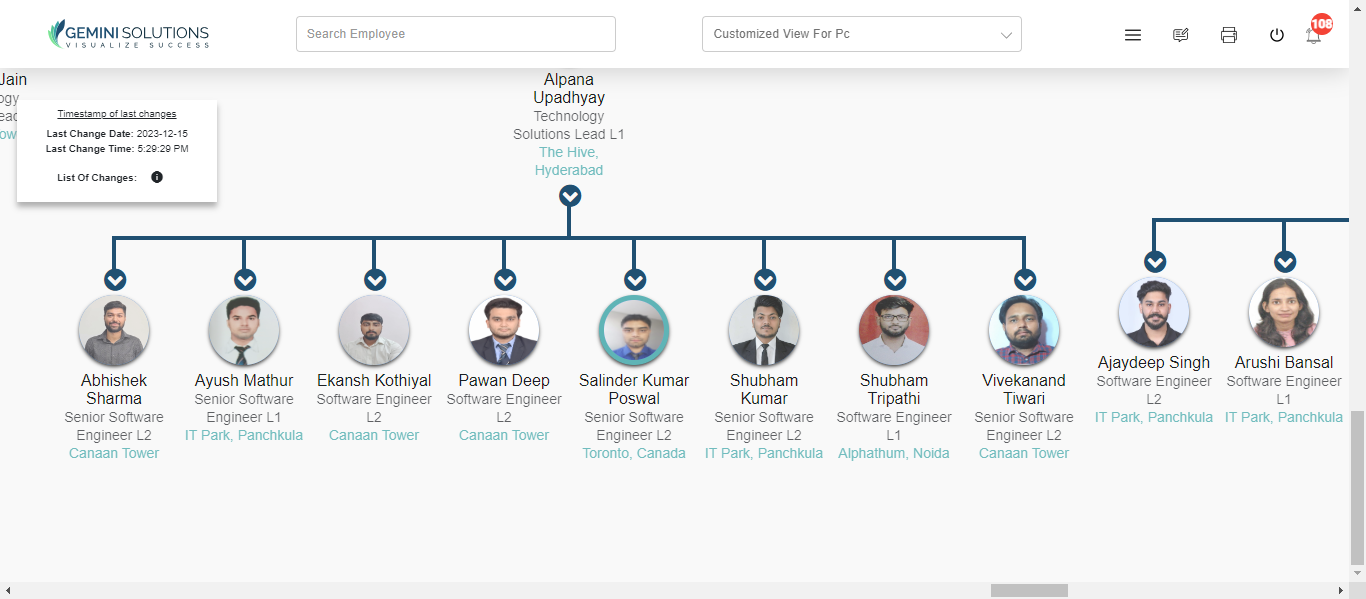 GEMINI SOLUTIONS
VISUALIZE SUCCESS
Search Employee
Customized View For Pc
108
Jain
Timestamp of last changes
Last Change Date: 2023-12-15
Last Change Time: 5:29:29 PM
List Of Changes:
Alpana
Upadhyay
Technology
Solutions Lead L1
The Hive,
Hyderabad
Abhishek
Sharma
Senior Software
Engineer L2
Canaan Tower
Ayush Mathur
Senior Software
Engineer L1
IT Park, Panchkula
Ekansh Kothiyal
Software Engineer
L2
Canaan Tower
Pawan Deep
Software Engineer
L2
Canaan Tower
Salinder Kumar
Poswal
Senior Software
Engineer L2
Toronto, Canada
Shubham
Kumar
Senior Software
Engineer L2
IT Park, Panchkula
Shubham
Tripathi
Software Engineer
L1
Alphathum, Noida
Vivekanand
Tiwari
Senior Software
Engineer L2
Canaan Tower
Ajaydeep Singh
Software Engineer
L2
IT Park, Panchkula
Arushi Bansal
Software Engineer
L1
IT Park, Panchkula